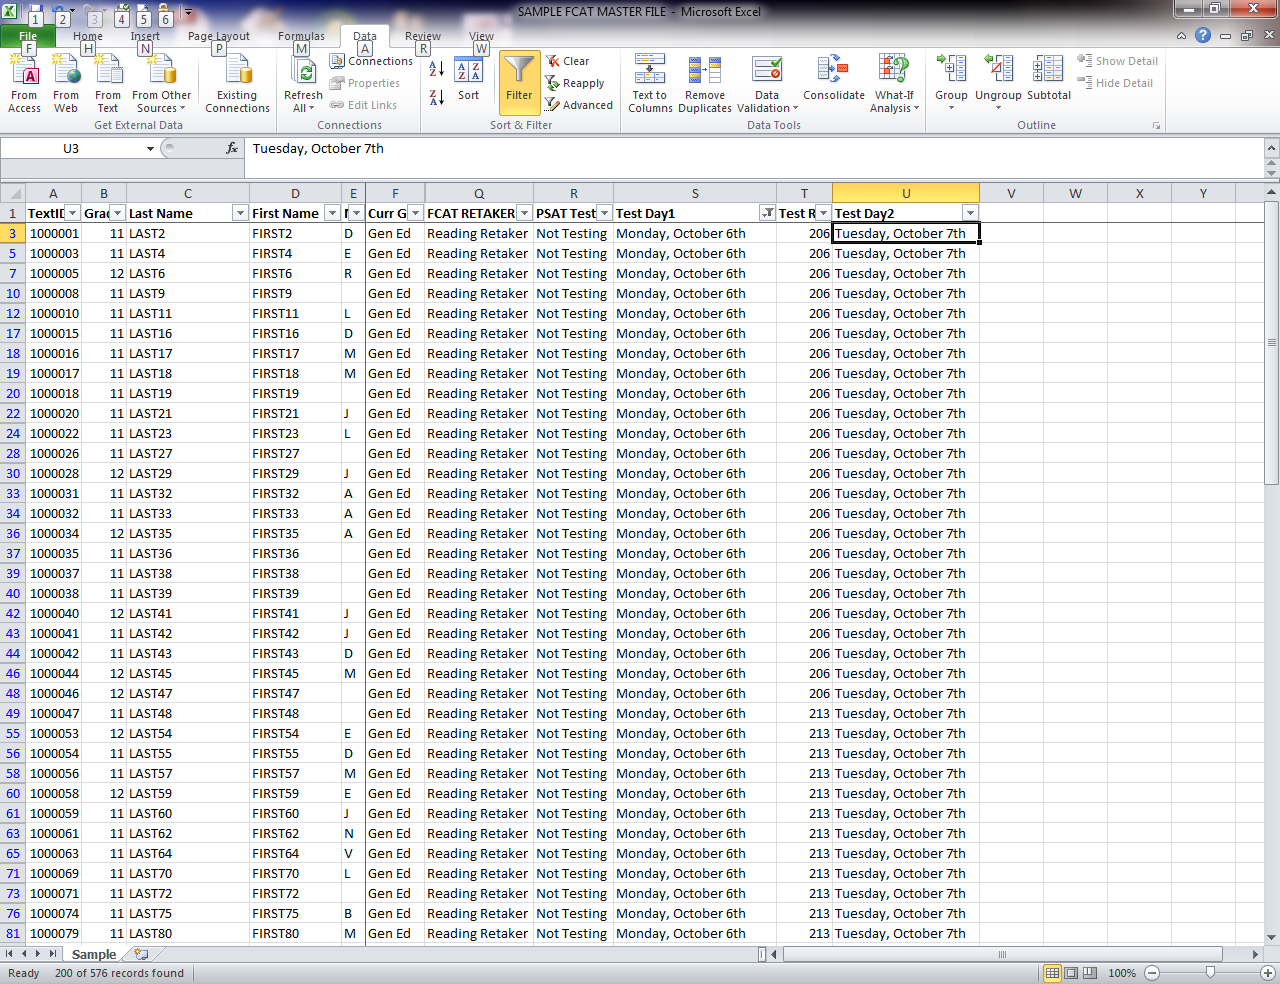 SAMPLE FCAT MASTER FILE - Microsoft Excel
1 2 3 4 5 6
File Home Insert Page Layout Formulas Data Review View
F H N P M A R W
From Access
From Web
From Text
From Other Sources
Existing Connections
Get External Data
Refresh All
Connections
Properties
Edit Links
Connections
Sort
Filter
Clear
Reapply
Advanced
Sort & Filter
Text to Columns
Remove Duplicates
Data Validation
Consolidate
What-If Analysis
Data Tools
Group
Ungroup
Subtotal
Show Detail
Hide Detail
Outline
U3 fx Tuesday, October 7th
A B C D E F Q R S T U V W X Y
1 TextID Grad Last Name First Name Curr G FCAT RETAKER PSAT Test Test Day1 Test R Test Day2
3 1000001 11 LAST2 FIRST2 D Gen Ed Reading Retaker Not Testing Monday, October 6th 206 Tuesday, October 7th
5 1000003 11 LAST4 FIRST4 E Gen Ed Reading Retaker Not Testing Monday, October 6th 206 Tuesday, October 7th
7 1000005 12 LAST6 FIRST6 R Gen Ed Reading Retaker Not Testing Monday, October 6th 206 Tuesday, October 7th
10 1000008 11 LAST9 FIRST9 Gen Ed Reading Retaker Not Testing Monday, October 6th 206 Tuesday, October 7th
12 1000010 11 LAST11 FIRST11 L Gen Ed Reading Retaker Not Testing Monday, October 6th 206 Tuesday, October 7th
17 1000015 11 LAST16 FIRST16 D Gen Ed Reading Retaker Not Testing Monday, October 6th 206 Tuesday, October 7th
18 1000016 11 LAST17 FIRST17 M Gen Ed Reading Retaker Not Testing Monday, October 6th 206 Tuesday, October 7th
19 1000017 11 LAST18 FIRST18 M Gen Ed Reading Retaker Not Testing Monday, October 6th 206 Tuesday, October 7th
20 1000018 11 LAST19 FIRST19 Gen Ed Reading Retaker Not Testing Monday, October 6th 206 Tuesday, October 7th
22 1000020 11 LAST21 FIRST21 J Gen Ed Reading Retaker Not Testing Monday, October 6th 206 Tuesday, October 7th
24 1000022 11 LAST23 FIRST23 L Gen Ed Reading Retaker Not Testing Monday, October 6th 206 Tuesday, October 7th
28 1000026 11 LAST27 FIRST27 Gen Ed Reading Retaker Not Testing Monday, October 6th 206 Tuesday, October 7th
30 1000028 12 LAST29 FIRST29 J Gen Ed Reading Retaker Not Testing Monday, October 6th 206 Tuesday, October 7th
33 1000031 11 LAST32 FIRST32 A Gen Ed Reading Retaker Not Testing Monday, October 6th 206 Tuesday, October 7th
34 1000032 11 LAST33 FIRST33 A Gen Ed Reading Retaker Not Testing Monday, October 6th 206 Tuesday, October 7th
36 1000034 12 LAST35 FIRST35 A Gen Ed Reading Retaker Not Testing Monday, October 6th 206 Tuesday, October 7th
37 1000035 11 LAST36 FIRST36 Gen Ed Reading Retaker Not Testing Monday, October 6th 206 Tuesday, October 7th
39 1000037 11 LAST38 FIRST38 Gen Ed Reading Retaker Not Testing Monday, October 6th 206 Tuesday, October 7th
40 1000038 11 LAST39 FIRST39 Gen Ed Reading Retaker Not Testing Monday, October 6th 206 Tuesday, October 7th
42 1000040 12 LAST41 FIRST41 J Gen Ed Reading Retaker Not Testing Monday, October 6th 206 Tuesday, October 7th
43 1000041 11 LAST42 FIRST42 J Gen Ed Reading Retaker Not Testing Monday, October 6th 206 Tuesday, October 7th
44 1000042 11 LAST43 FIRST43 D Gen Ed Reading Retaker Not Testing Monday, October 6th 206 Tuesday, October 7th
46 1000044 12 LAST45 FIRST45 M Gen Ed Reading Retaker Not Testing Monday, October 6th 206 Tuesday, October 7th
48 1000046 12 LAST47 FIRST47 Gen Ed Reading Retaker Not Testing Monday, October 6th 206 Tuesday, October 7th
49 1000047 11 LAST48 FIRST48 Gen Ed Reading Retaker Not Testing Monday, October 6th 213 Tuesday, October 7th
55 1000053 12 LAST54 FIRST54 E Gen Ed Reading Retaker Not Testing Monday, October 6th 213 Tuesday, October 7th
56 1000054 11 LAST55 FIRST55 D Gen Ed Reading Retaker Not Testing Monday, October 6th 213 Tuesday, October 7th
58 1000056 11 LAST57 FIRST57 M Gen Ed Reading Retaker Not Testing Monday, October 6th 213 Tuesday, October 7th
60 1000058 12 LAST59 FIRST59 E Gen Ed Reading Retaker Not Testing Monday, October 6th 213 Tuesday, October 7th
61 1000059 11 LAST60 FIRST60 J Gen Ed Reading Retaker Not Testing Monday, October 6th 213 Tuesday, October 7th
63 1000061 11 LAST62 FIRST62 N Gen Ed Reading Retaker Not Testing Monday, October 6th 213 Tuesday, October 7th
65 1000063 11 LAST64 FIRST64 V Gen Ed Reading Retaker Not Testing Monday, October 6th 213 Tuesday, October 7th
71 1000069 11 LAST70 FIRST70 L Gen Ed Reading Retaker Not Testing Monday, October 6th 213 Tuesday, October 7th
73 1000071 11 LAST72 FIRST72 Gen Ed Reading Retaker Not Testing Monday, October 6th 213 Tuesday, October 7th
76 1000074 11 LAST75 FIRST75 B Gen Ed Reading Retaker Not Testing Monday, October 6th 213 Tuesday, October 7th
81 1000079 11 LAST80 FIRST80 M Gen Ed Reading Retaker Not Testing Monday, October 6th 213 Tuesday, October 7th
Sample
Ready 200 of 576 records found 100%